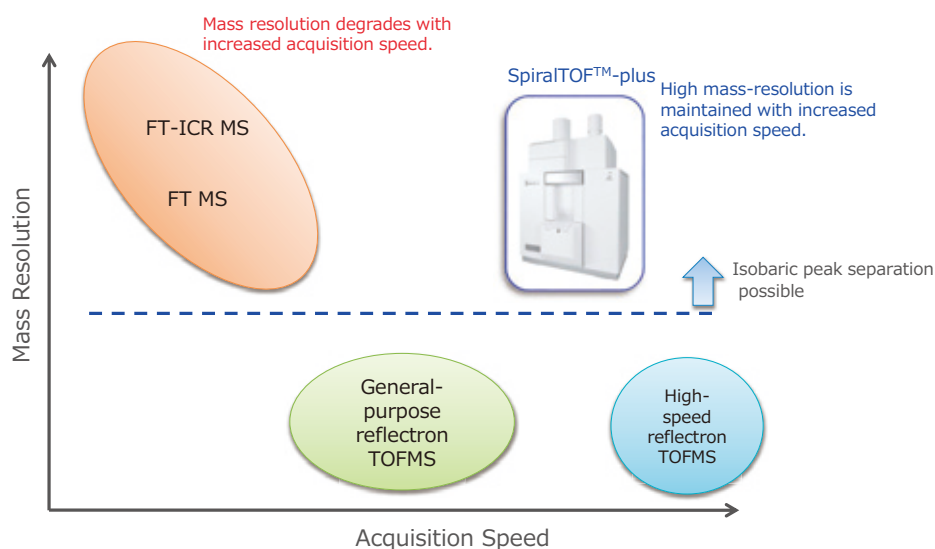 Mass resolution degrades with
increased acquisition speed.
SpiralTOF™-plus
High mass-resolution is
maintained with increased
acquisition speed.
FT-ICR MS
FT MS
Mass Resolution
Isobaric peak separation
possible
General-
purpose
reflectron
TOFMS
High-
speed
reflectron
TOFMS
Acquisition Speed